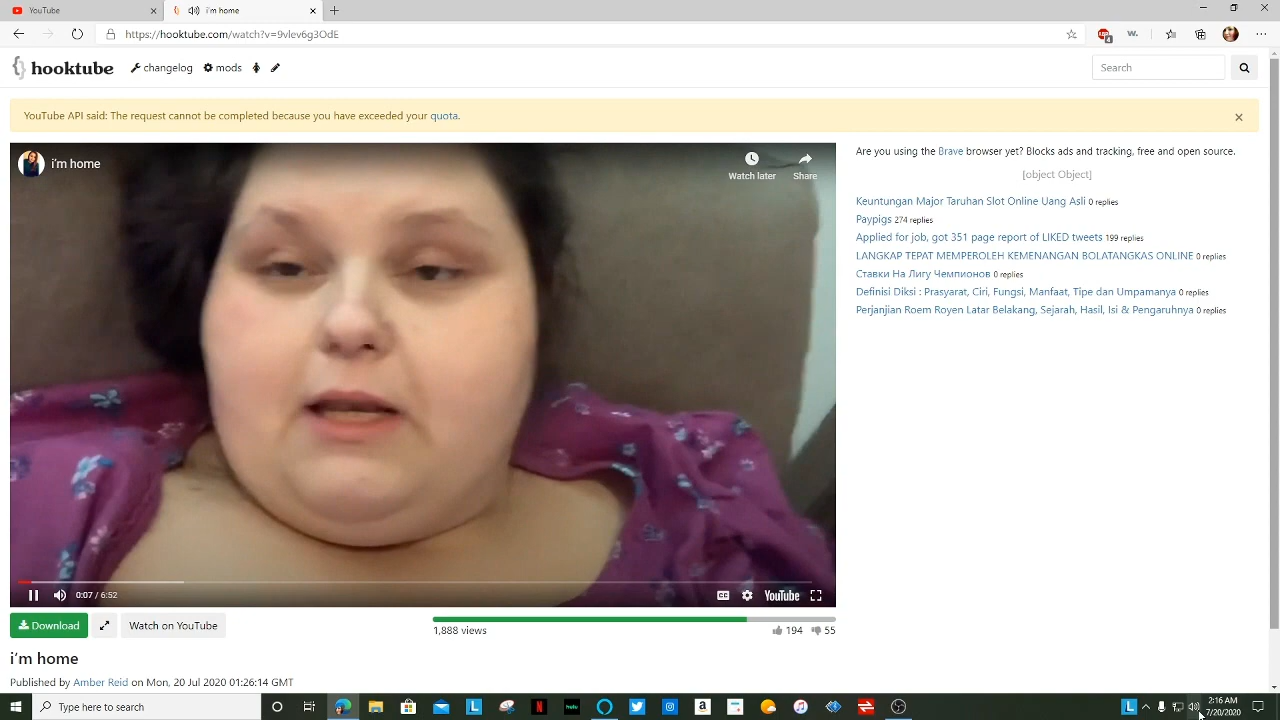 YouTube
i'm home
https://hooktube.com/watch?v=9vlev6g3OdE
4
W.
hooktube
changelog
mods
Search
YouTube API said: The request cannot be completed because you have exceeded your quota.
i'm home
Watch later
Share
0:07 / 6:52
CC
YouTube
Download
Watch on YouTube
1,888 views
194
55
i'm home
Published by Amber Reid on Mon, 20 Jul 2020 01:26:14 GMT
Are you using the Brave browser yet? Blocks ads and tracking, free and open source.
[object Object]
Keuntungan Major Taruhan Slot Online Uang Asli 0 replies
Paypigs 274 replies
Applied for job, got 351 page report of LIKED tweets 199 replies
LANGKAP TEPAT MEMPEROLEH KEMENANGAN BOLATANGKAS ONLINE 0 replies
Ставки На Лигу Чемпионов 0 replies
Definisi Diksi : Prasyarat, Ciri, Fungsi, Manfaat, Tipe dan Umpamanya 0 replies
Perjanjian Roem Royen Latar Belakang, Sejarah, Hasil, Isi & Pengaruhnya 0 replies
Type here to search
L
N
hulu
a
L
2:16 AM
7/20/2020